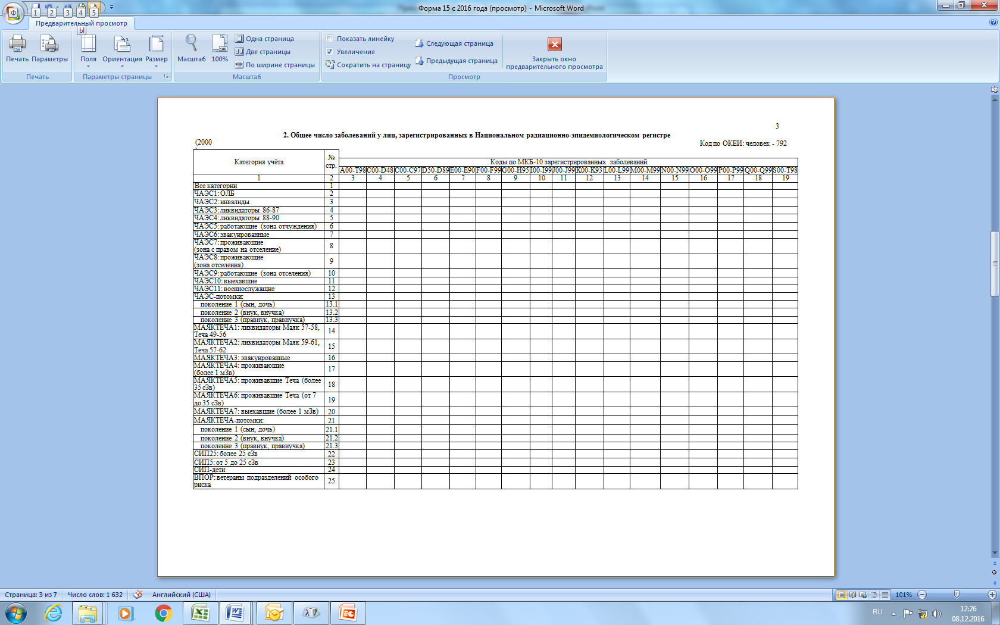 Форма 15 с 2016 года (просмотр) - Microsoft Word
Ф 1 2 3 4 5
Предварительный просмотр
Ы
Печать Параметры
Поля Ориентация Размер
Масштаб 100%
Одна страница
Две страницы
По ширине страницы
Показать линейку
Увеличение
Сократить на страницу
Следующая страница
Предыдущая страница
Закрыть окно
предварительного просмотра
Печать Параметры страницы Масштаб Просмотр
3
2. Общее число заболеваний у лиц, зарегистрированных в Национальном радиационно-эпидемиологическом регистре
(2000 Код по ОКЕИ: человек - 792
Категория учёта № стр. Коды по МКБ-10 зарегистрированных заболеваний
A00-T98 C00-D48 C00-C97 D50-D89 E00-E90 F00-F99 G00-H95 I00-I99 J00-J99 K00-K93 L00-L99 M00-M99 N00-N99 O00-O99 P00-P99 Q00-Q99 S00-T98
1 2 3 4 5 6 7 8 9 10 11 12 13 14 15 16 17 18 19
Все категории 1
ЧАЭС1: ОЛБ 2
ЧАЭС2: инвалиды 3
ЧАЭС3: ликвидаторы 86-87 4
ЧАЭС4: ликвидаторы 88-90 5
ЧАЭС5: работающие (зона отчуждения) 6
ЧАЭС6: эвакуированные 7
ЧАЭС7: проживающие
(зона с правом на отселение) 8
ЧАЭС8: проживающие
(зона отселения) 9
ЧАЭС9: работающие (зона отселения) 10
ЧАЭС10: выехавшие 11
ЧАЭС11: военнослужащие 12
ЧАЭС-потомки: 13
поколение 1 (сын, дочь) 13.1
поколение 2 (внук, внучка) 13.2
поколение 3 (правнук, правнучка) 13.3
МАЯКТЕЧА1: ликвидаторы Маяк 57-58,
Теча 49-56 14
МАЯКТЕЧА2: ликвидаторы Маяк 59-61,
Теча 57-62 15
МАЯКТЕЧА3: эвакуированные 16
МАЯКТЕЧА4: проживающие
(более 1 мЗв) 17
МАЯКТЕЧА5: проживавшие Теча (более
35 сЗв) 18
МАЯКТЕЧА6: проживавшие Теча (от 7
до 35 сЗв) 19
МАЯКТЕЧА7: выехавшие (более 1 мЗв) 20
МАЯКТЕЧА-потомки: 21
поколение 1 (сын, дочь) 21.1
поколение 2 (внук, внучка) 21.2
поколение 3 (правнук, правнучка) 21.3
СИП25: более 25 сЗв 22
СИП5: от 5 до 25 сЗв 23
СИП-дети 24
ВПОР: ветераны подразделений особого
риска 25
Страница: 3 из 7 Число слов: 1 632 Английский (США) 101%
RU 12:26
08.12.2016